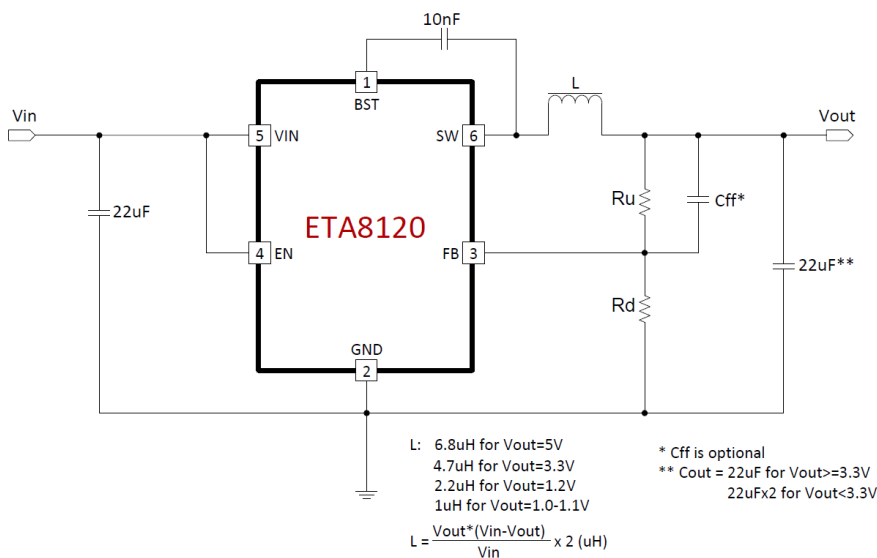 10nF
1
BST
L
Vin
Vout
5 VIN
SW 6
22uF
Ru
Cff*
ETA8120
4 EN
FB 3
22uF**
Rd
GND
2
L: 6.8uH for Vout=5V
4.7uH for Vout=3.3V
2.2uH for Vout=1.2V
1uH for Vout=1.0-1.1V
L = Vout*(Vin-Vout)
Vin
x 2 (uH)
* Cff is optional
** Cout = 22uF for Vout>=3.3V
22uFx2 for Vout<3.3V